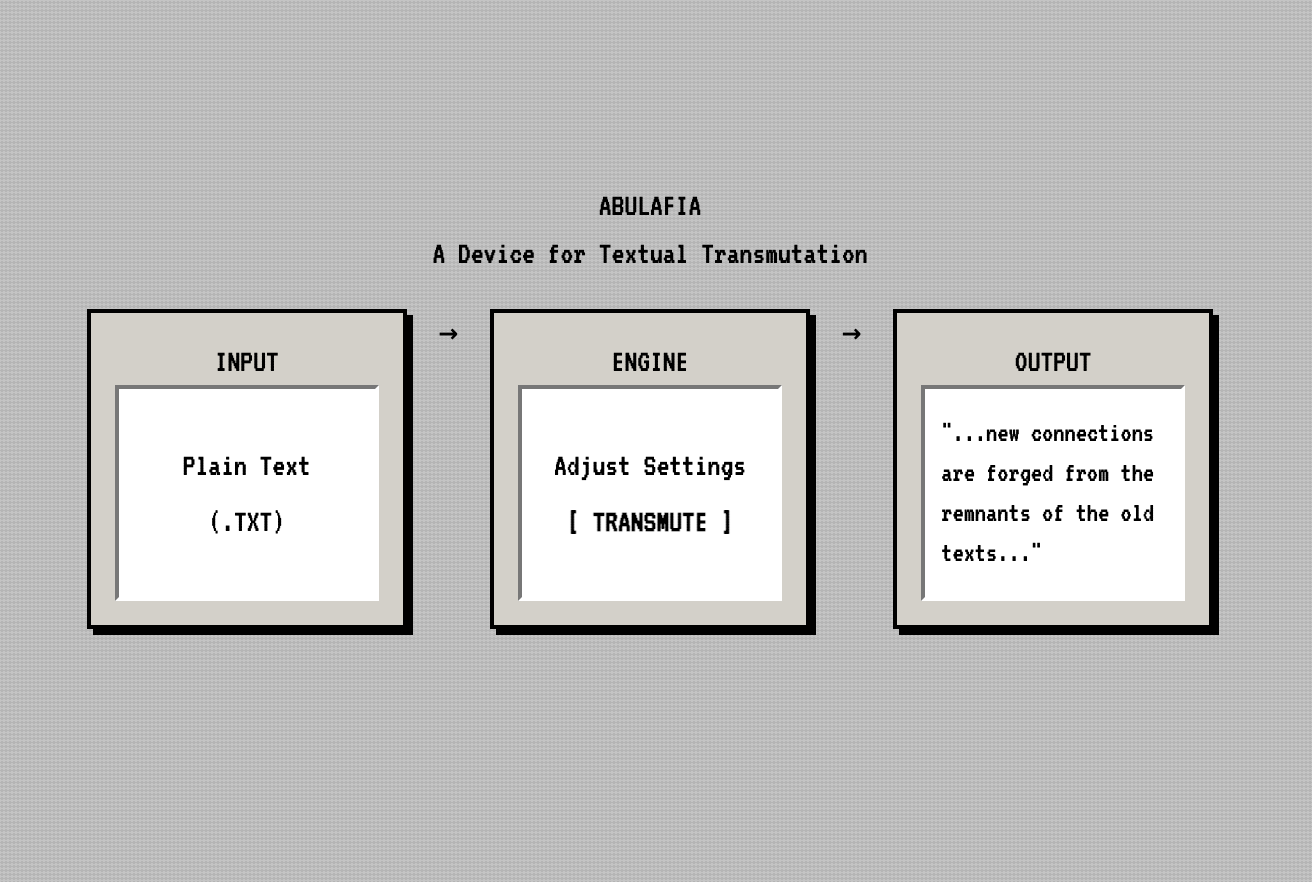 ABULAFIA
A Device for Textual Transmutation
INPUT
Plain Text
(.TXT)
→
ENGINE
Adjust Settings
[ TRANSMUTE ]
→
OUTPUT
"...new connections
are forged from the
remnants of the old
texts..."